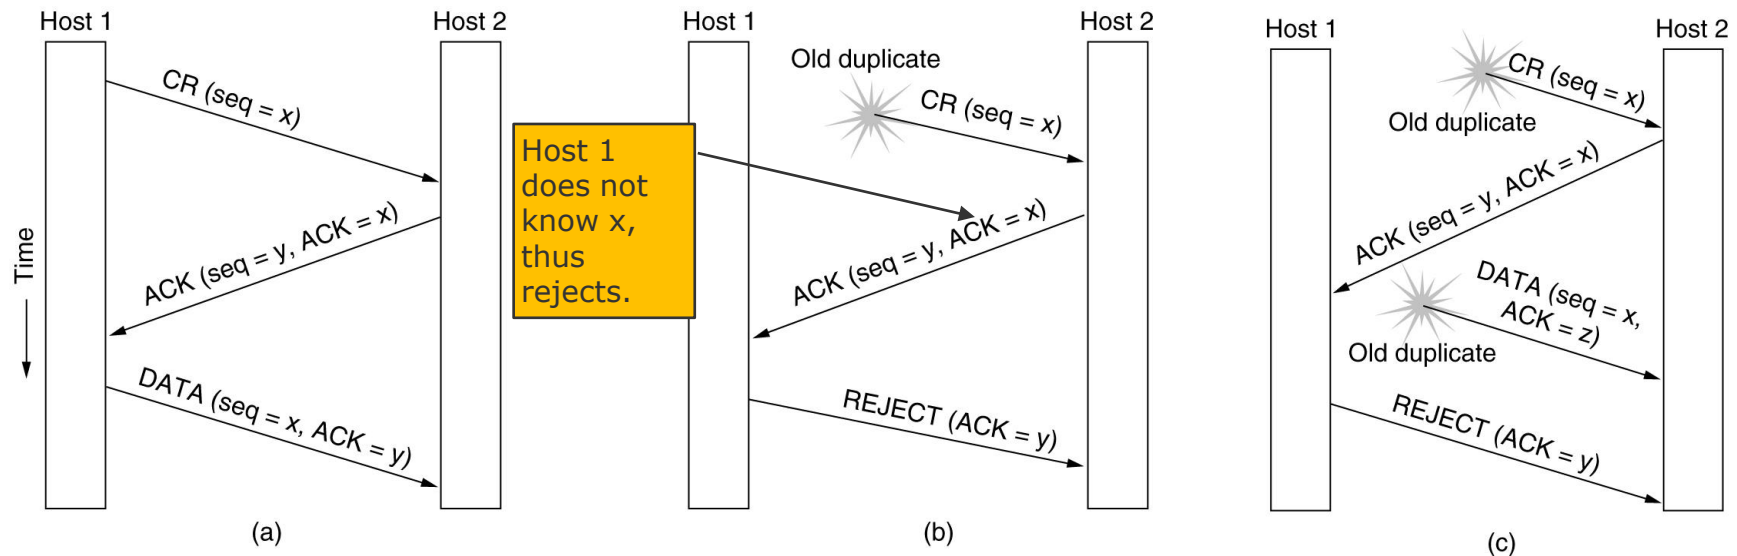 Host 1
Host 2
CR (seq = x)
ACK (seq = y, ACK = x)
DATA (seq = x, ACK = y)
Time
(a)
Host 1
does not
know x,
thus
rejects.
Host 1
Host 2
Old duplicate
CR (seq = x)
ACK (seq = y, ACK = x)
REJECT (ACK = y)
(b)
Host 1
Host 2
CR (seq = x)
Old duplicate
ACK (seq = y, ACK = x)
DATA (seq = x,
ACK = z)
Old duplicate
REJECT (ACK = y)
(c)